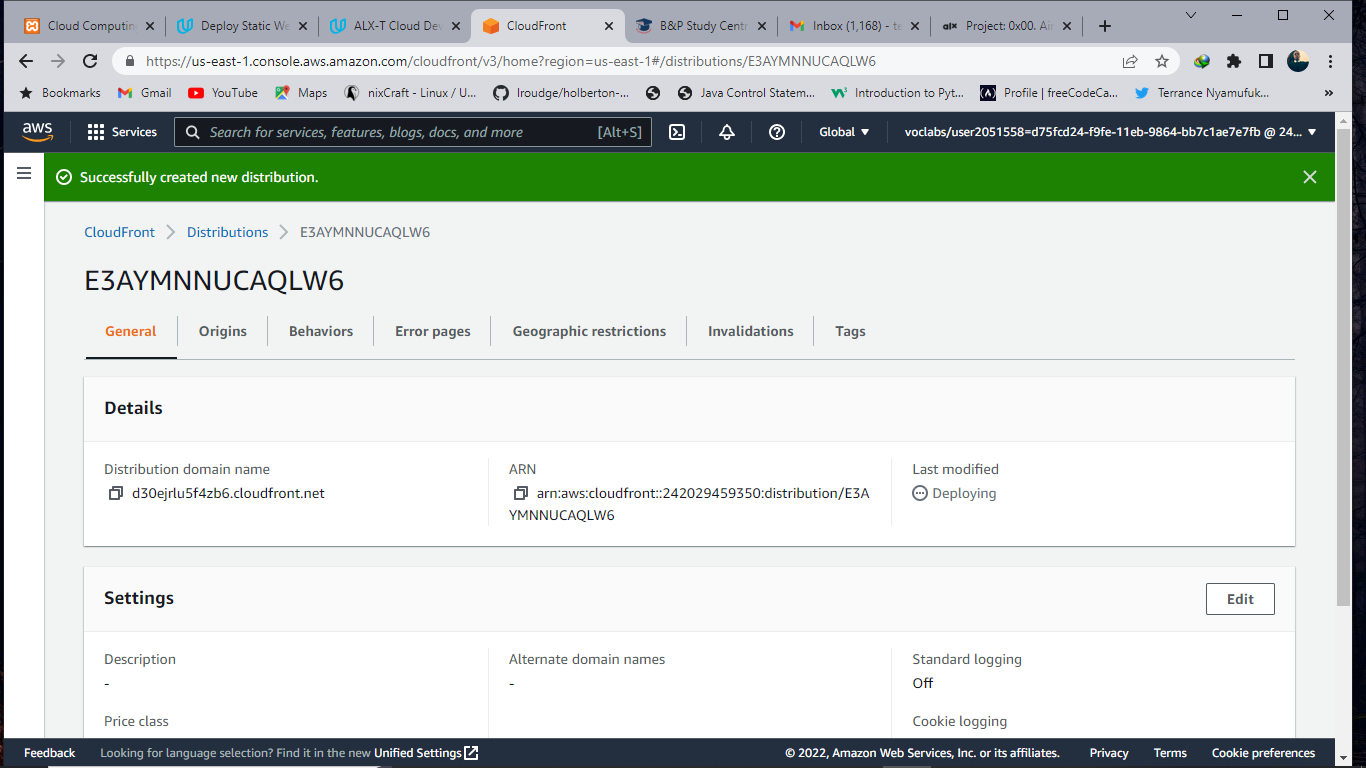 Cloud Computin
Deploy Static We
ALX-T Cloud Dev
CloudFront
B&P Study Centr
Inbox (1,168) - te
alx Project: 0x00. Air
https://us-east-1.console.aws.amazon.com/cloudfront/v3/home?region=us-east-1#/distributions/E3AYMNNUCAQLW6
Bookmarks
Gmail
YouTube
Maps
nixCraft - Linux / U...
lroudge/holberton-...
Java Control Statem...
Introduction to Pyt...
Profile | freeCodeCa...
Terrance Nyamufuk...
»
aws
Services
Search for services, features, blogs, docs, and more [Alt+S]
Global
voclabs/user2051558=d75fcd24-f9fe-11eb-9864-bb7c1ae7e7fb @ 24...
Successfully created new distribution.
CloudFront
Distributions
E3AYMNNUCAQLW6
E3AYMNNUCAQLW6
General
Origins
Behaviors
Error pages
Geographic restrictions
Invalidations
Tags
Details
Distribution domain name
d30ejrlu5f4zb6.cloudfront.net
ARN
arn:aws:cloudfront::242029459350:distribution/E3A
YMNNUCAQLW6
Last modified
Deploying
Settings
Edit
Description
-
Alternate domain names
-
Standard logging
Off
Price class
Cookie logging
Feedback
Looking for language selection? Find it in the new Unified Settings
© 2022, Amazon Web Services, Inc. or its affiliates.
Privacy
Terms
Cookie preferences